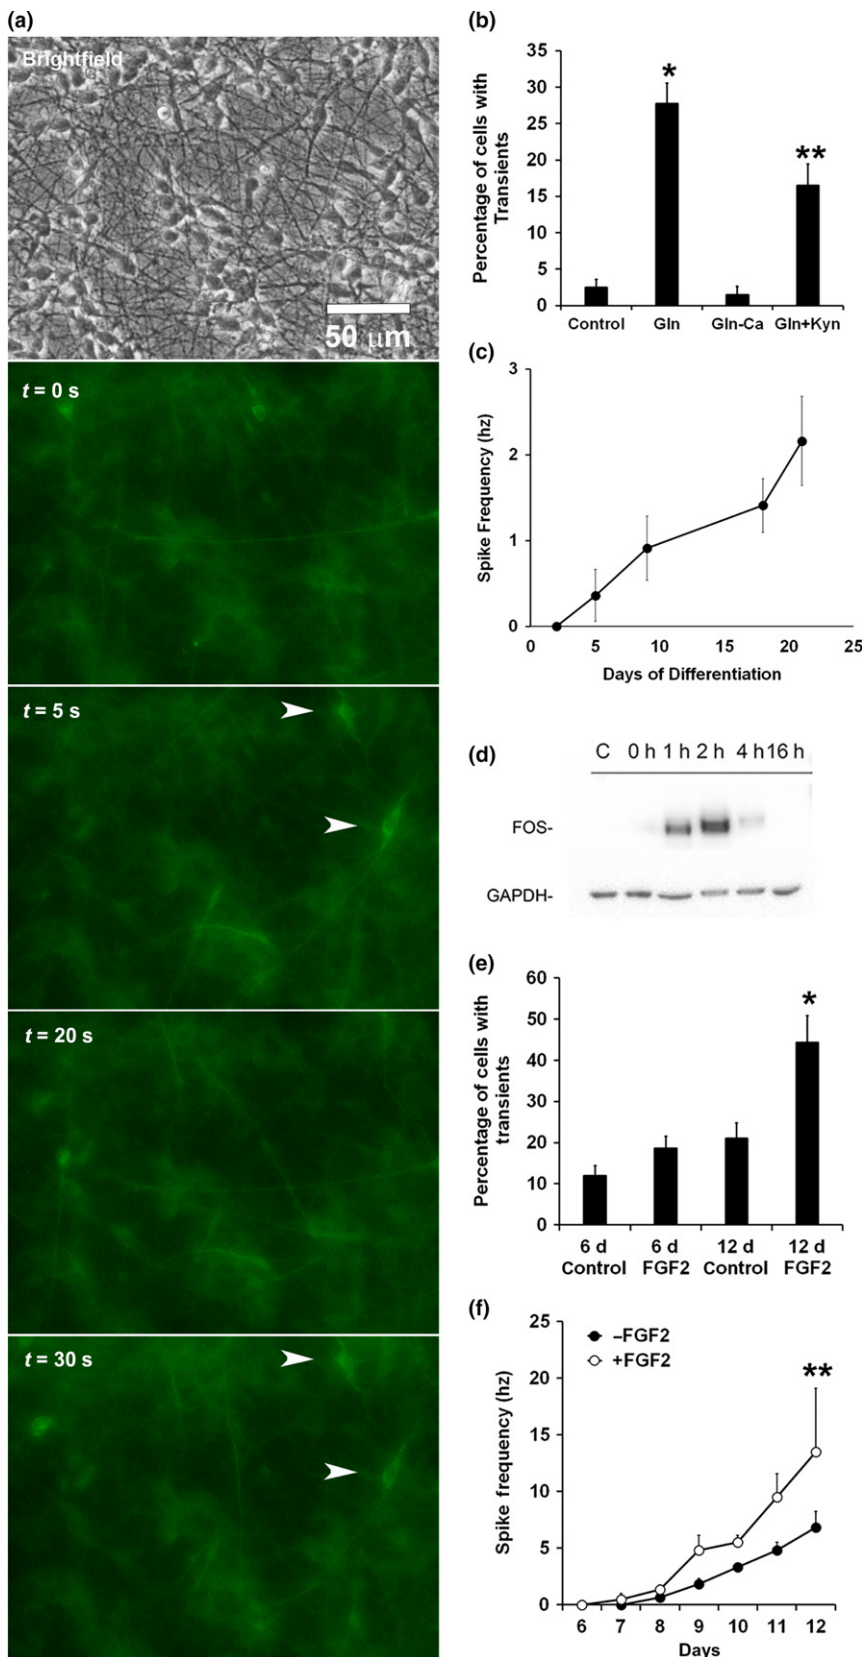 (a)
Brightfield
50 µm
t = 0 s
t = 5 s
t = 20 s
t = 30 s
(b)
Percentage of cells with
Transients
35
30
25
20
15
10
5
0
*
**
Control Gln Gln-Ca Gln+Kyn
(c)
Spike Frequency (hz)
3
2
1
0
0 5 10 15 20 25
Days of Differentiation
(d)
C 0 h 1 h 2 h 4 h 16 h
FOS-
GAPDH-
(e)
Percentage of cells with
transients
60
50
40
30
20
10
0
*
6 d Control
6 d FGF2
12 d Control
12 d FGF2
(f)
Spike frequency (hz)
25
20
15
10
5
0
–FGF2
+FGF2
**
6 7 8 9 10 11 12
Days